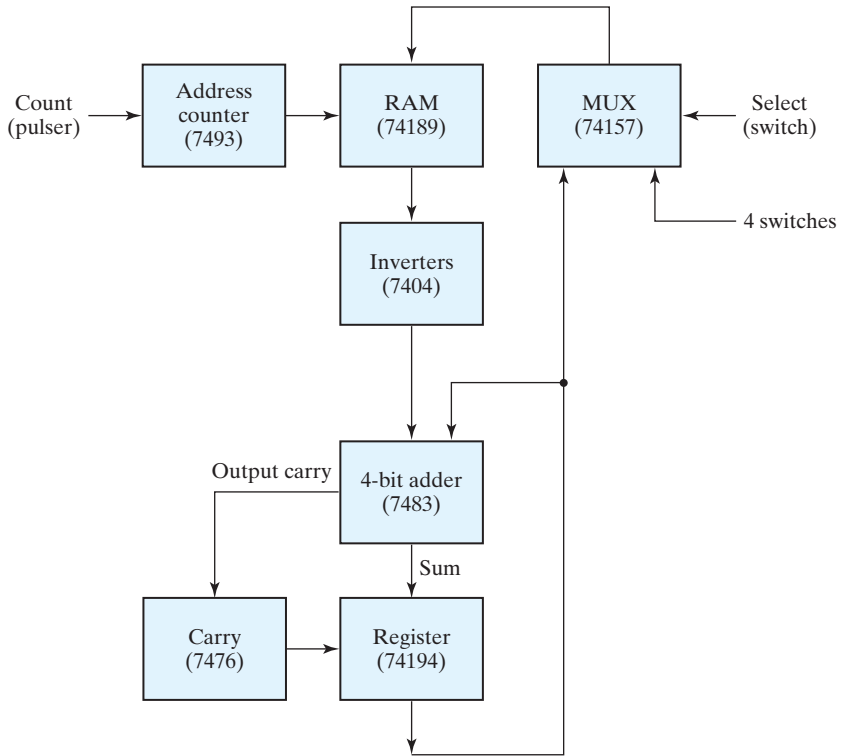 Count
(pulser)
Address
counter
(7493)
RAM
(74189)
MUX
(74157)
Select
(switch)
4 switches
Inverters
(7404)
Output carry
4-bit adder
(7483)
Sum
Carry
(7476)
Register
(74194)